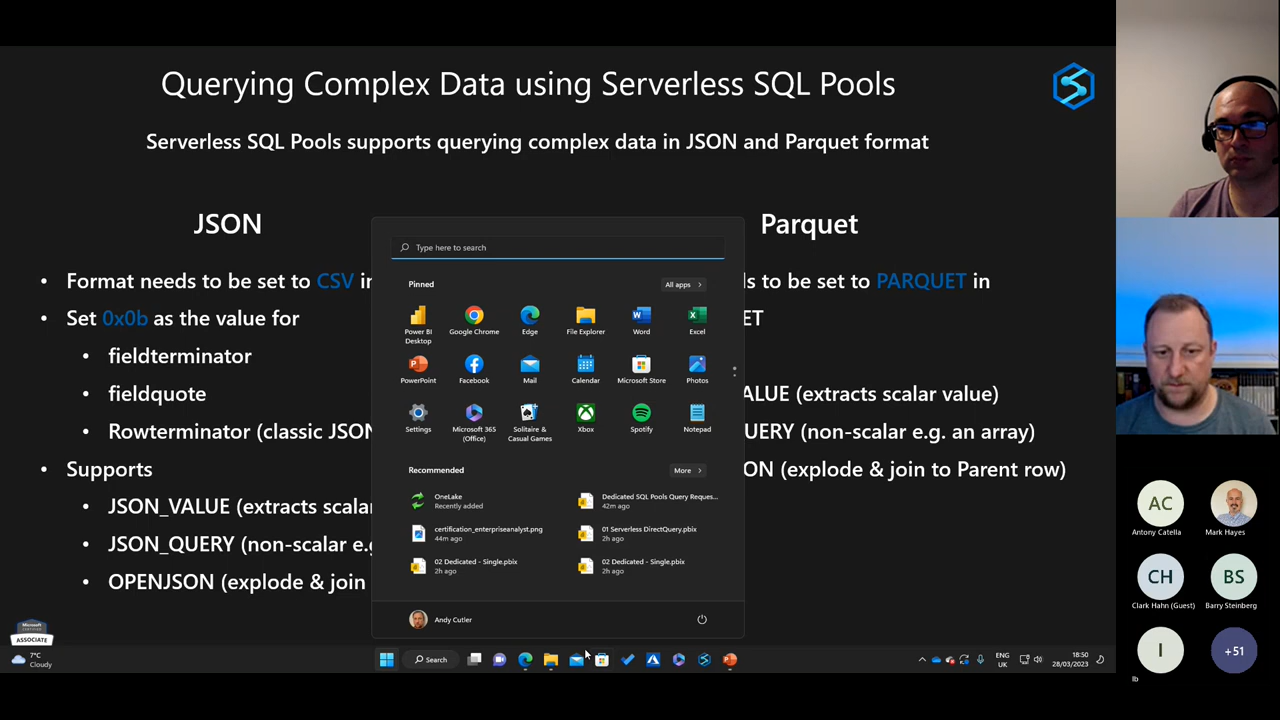 Querying Complex Data using Serverless SQL Pools
Serverless SQL Pools supports querying complex data in JSON and Parquet format
JSON
• Format needs to be set to CSV in
• Set 0x0b as the value for
• fieldterminator
• fieldquote
• Rowterminator (classic JSON
• Supports
• JSON_VALUE (extracts scalar
• JSON_QUERY (non-scalar e.g
• OPENJSON (explode & join
Parquet
ds to be set to PARQUET in
ET
ALUE (extracts scalar value)
UERY (non-scalar e.g. an array)
ON (explode & join to Parent row)
Type here to search
Pinned
All apps >
Power BI Desktop
Google Chrome
Edge
File Explorer
Word
Excel
PowerPoint
Facebook
Mail
Calendar
Microsoft Store
Photos
Settings
Microsoft 365 (Office)
Solitaire & Casual Games
Xbox
Spotify
Notepad
Recommended
More >
OneLake
Recently added
Dedicated SQL Pools Query Reques...
42m ago
certification_enterpriseanalyst.png
44m ago
01 Serverless DirectQuery.pbix
2h ago
02 Dedicated - Single.pbix
2h ago
02 Dedicated - Single.pbix
2h ago
Andy Cutler
Microsoft
ASSOCIATE
7°C
Cloudy
Search
ENG
UK
18:50
28/03/2023
AC
Antony Catella
Mark Hayes
CH
Clark Hahn (Guest)
BS
Barry Steinberg
I
Ib
+51